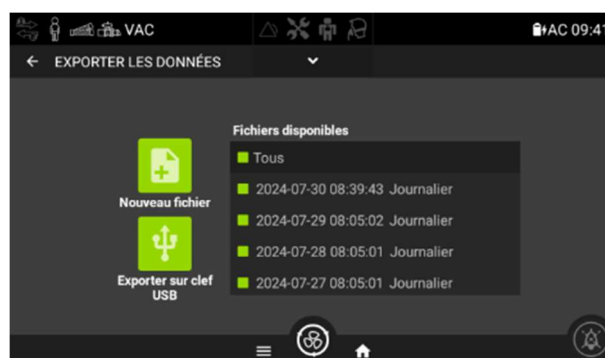 VAC
AC 09:41
EXPORTER LES DONNÉES
Fichiers disponibles
Tous
Nouveau fichier
2024-07-30 08:39:43 Journalier
2024-07-29 08:05:02 Journalier
2024-07-28 08:05:01 Journalier
Exporter sur clef
USB
2024-07-27 08:05:01 Journalier